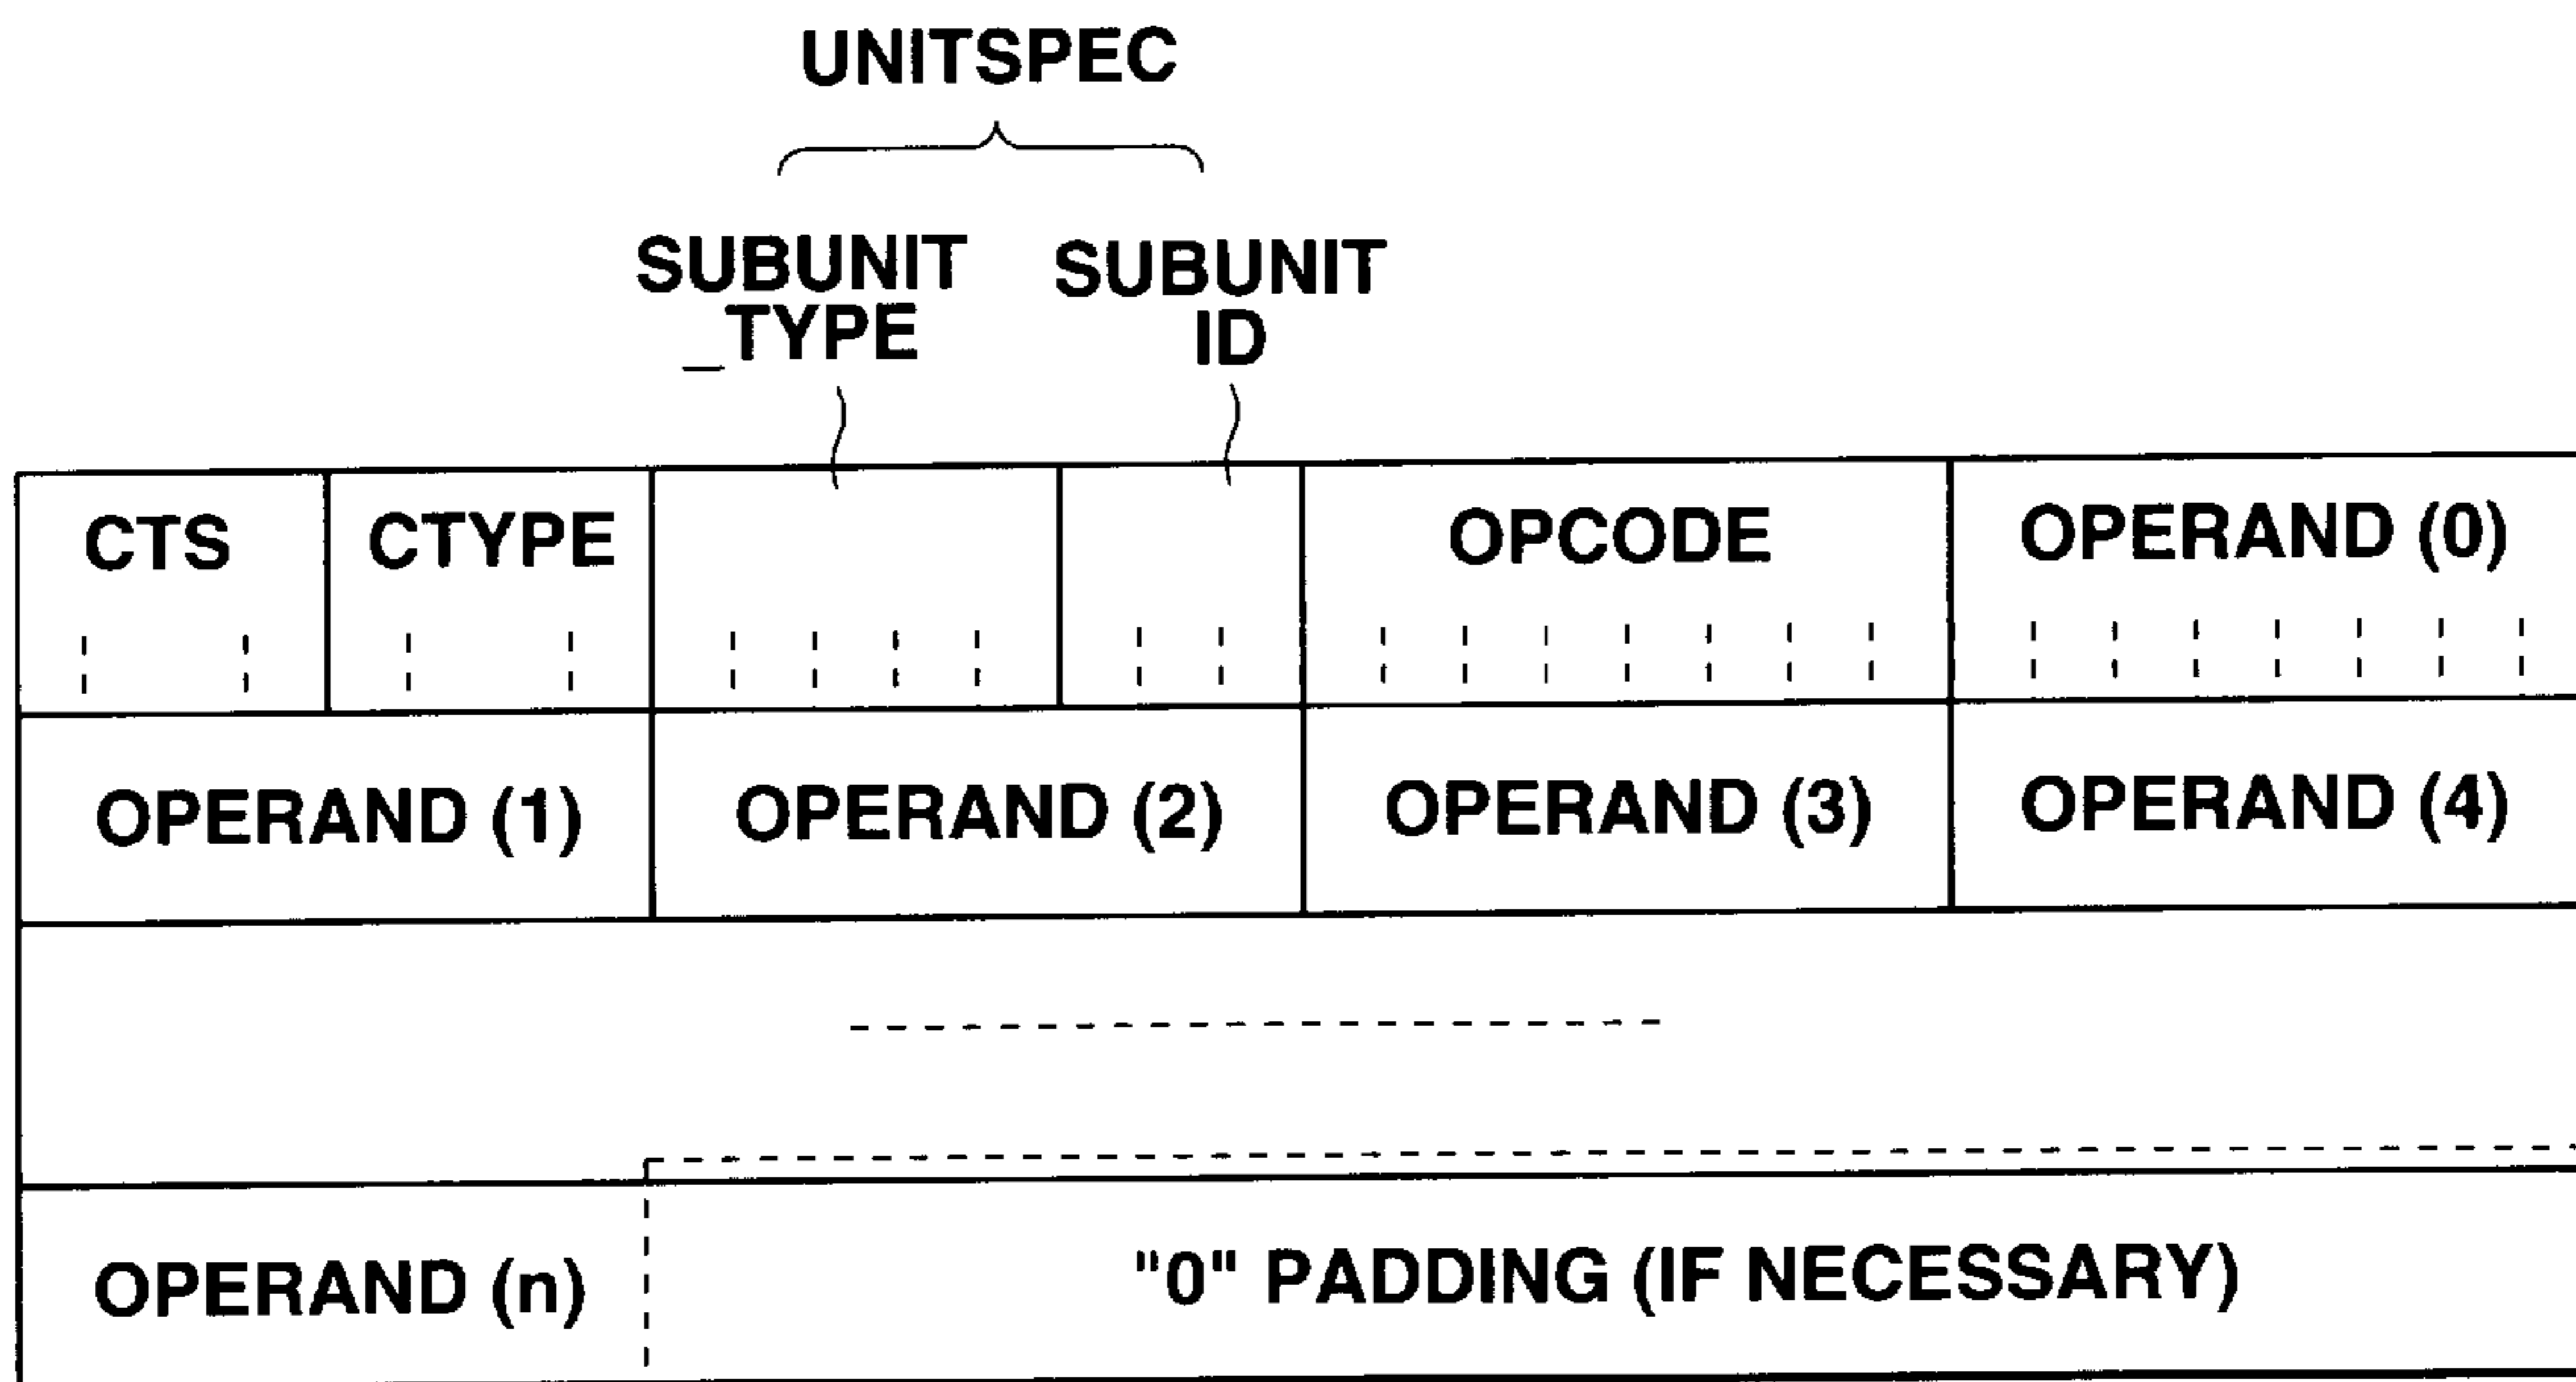 UNITSPEC
SUBUNIT
_TYPE
SUBUNIT
ID
CTS
CTYPE
OPCODE
OPERAND (0)
OPERAND (1)
OPERAND (2)
OPERAND (3)
OPERAND (4)
OPERAND (n)
"0" PADDING (IF NECESSARY)